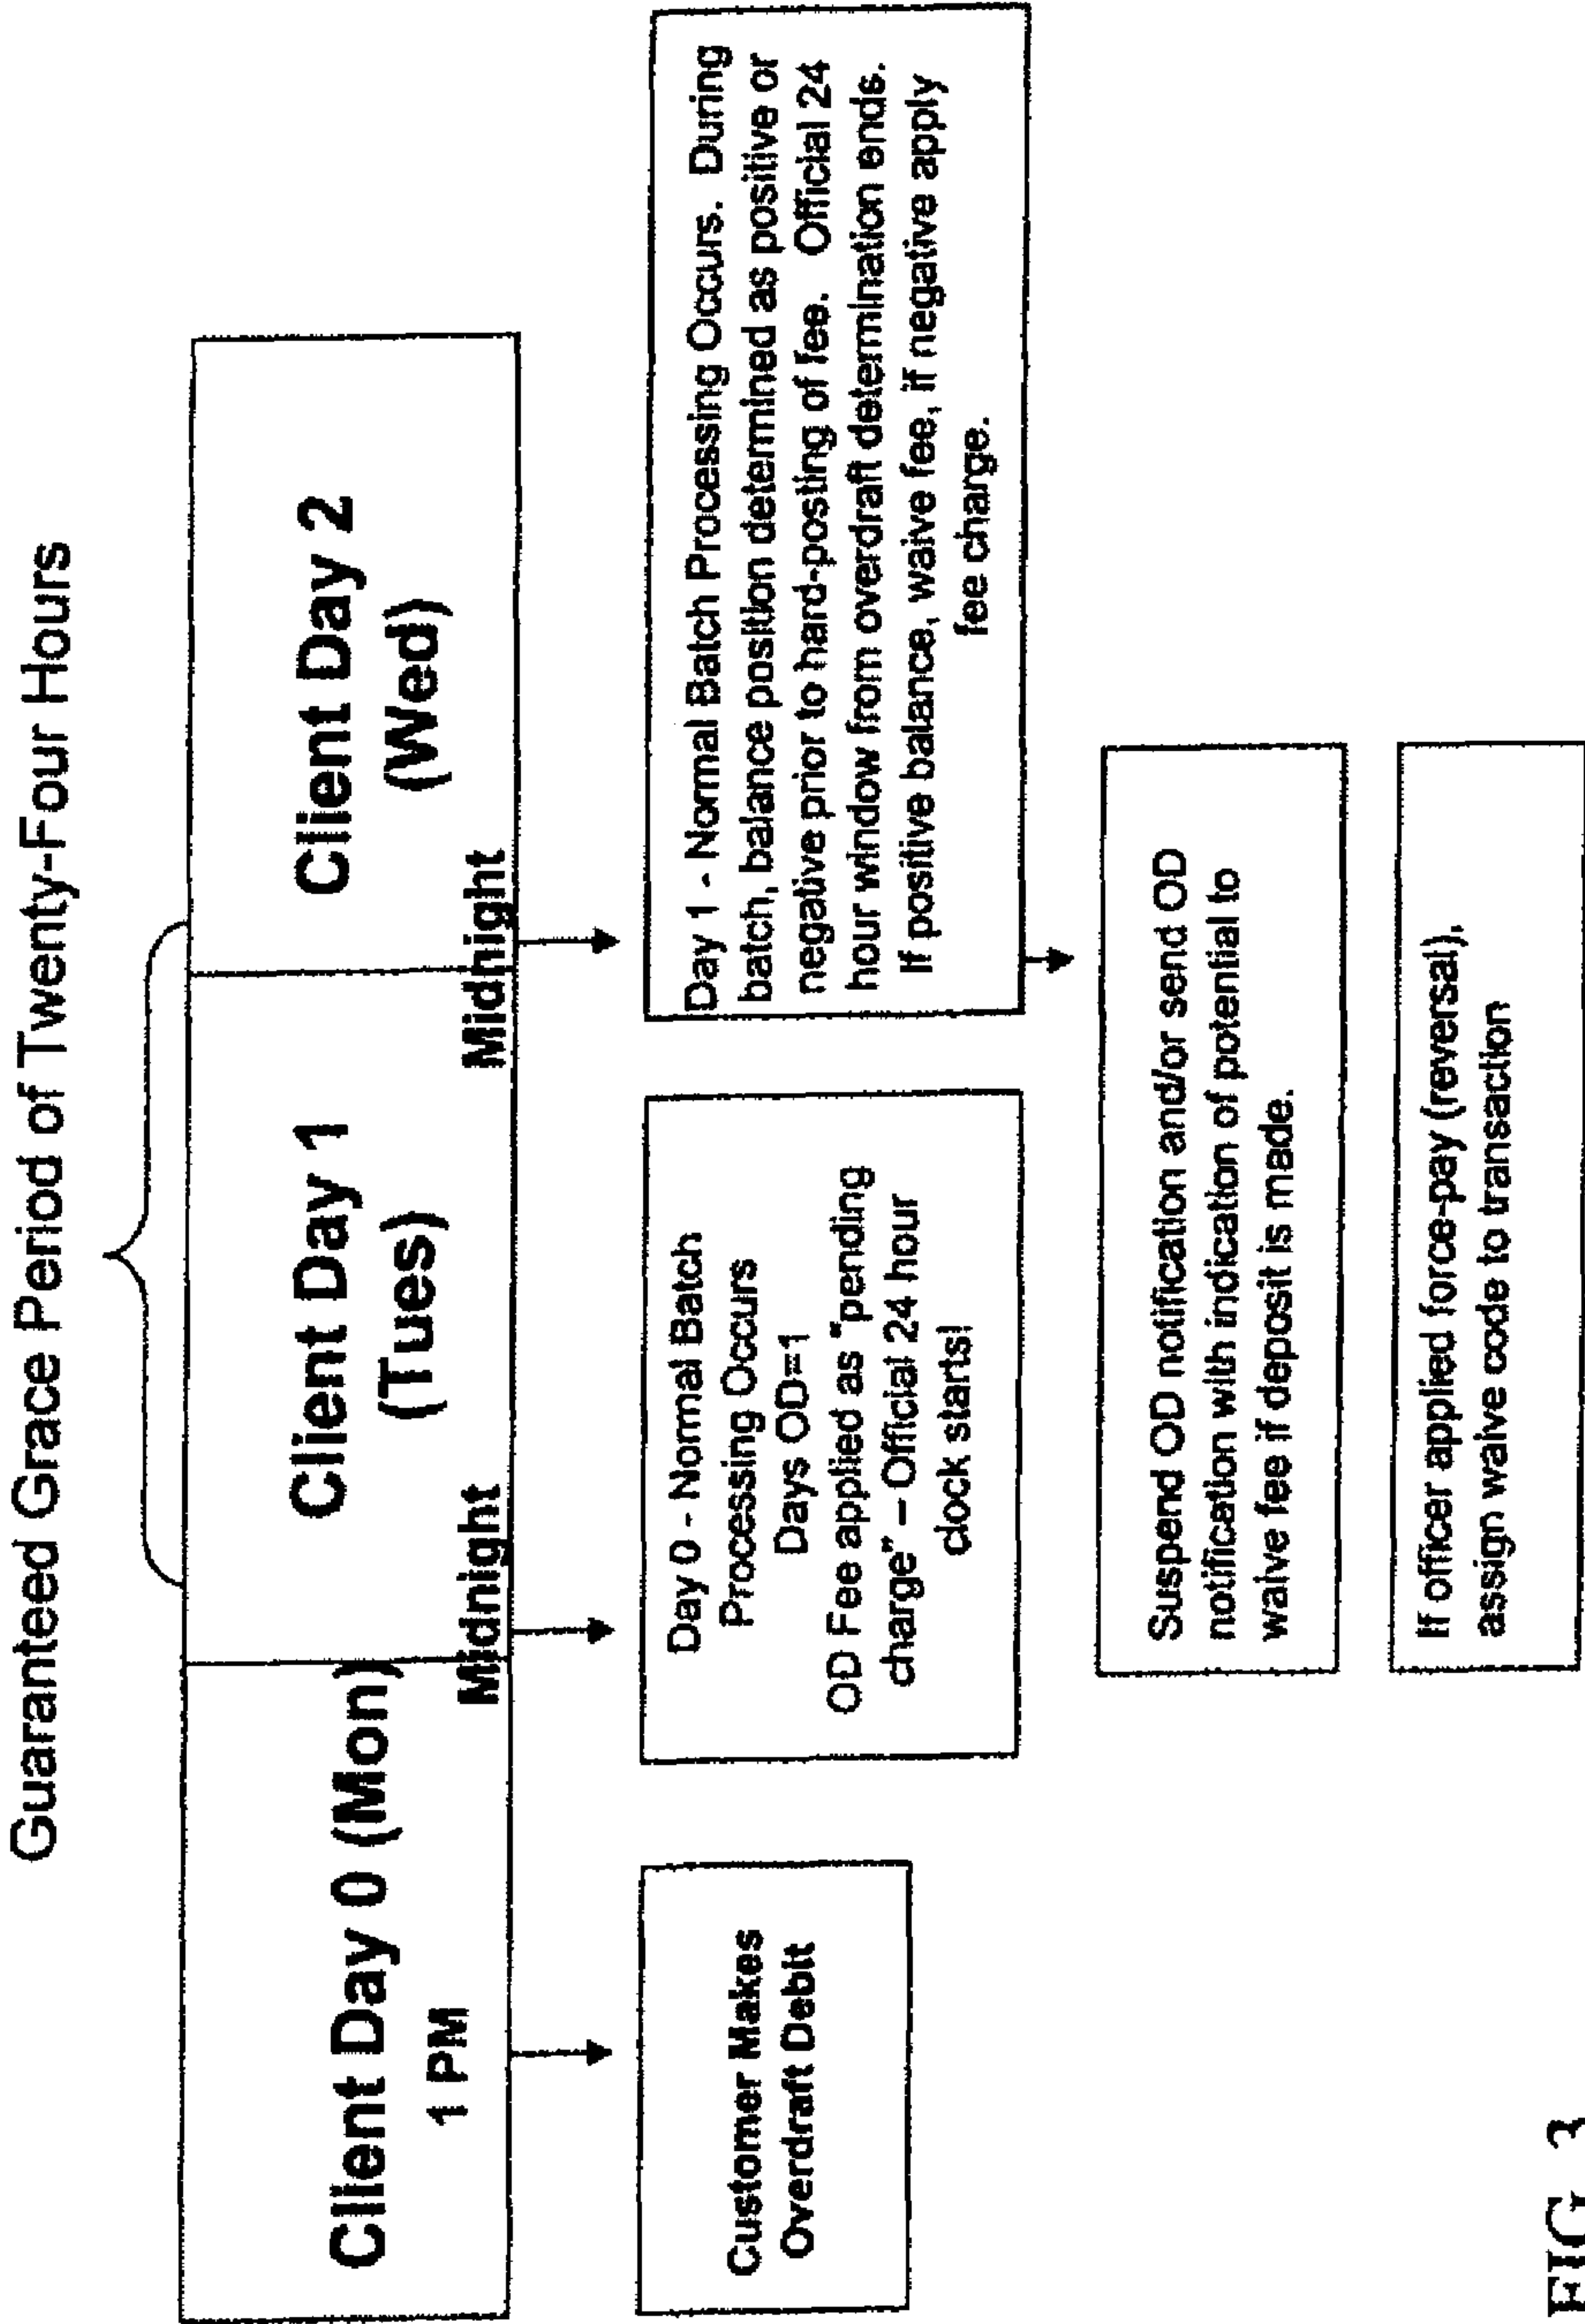 Guaranteed Grace Period of Twenty-Four Hours
Client Day 0 (Mon)
1 PM
Midnight
Client Day 1
(Tues)
Midnight
Client Day 2
(Wed)
Customer Makes
Overdraft Debit
Day 0 - Normal Batch
Processing Occurs
Days OD=1
OD Fee applied as "pending
charge" – Official 24 hour
clock starts!
Day 1 - Normal Batch Processing Occurs. During
batch, balance position determined as positive or
negative prior to hard-posting of fee. Official 24
hour window from overdraft determination ends.
If positive balance, waive fee, if negative apply
fee charge.
Suspend OD notification and/or send OD
notification with indication of potential to
waive fee if deposit is made.
If officer applied force-pay (reversal),
assign waive code to transaction
FIG. 3